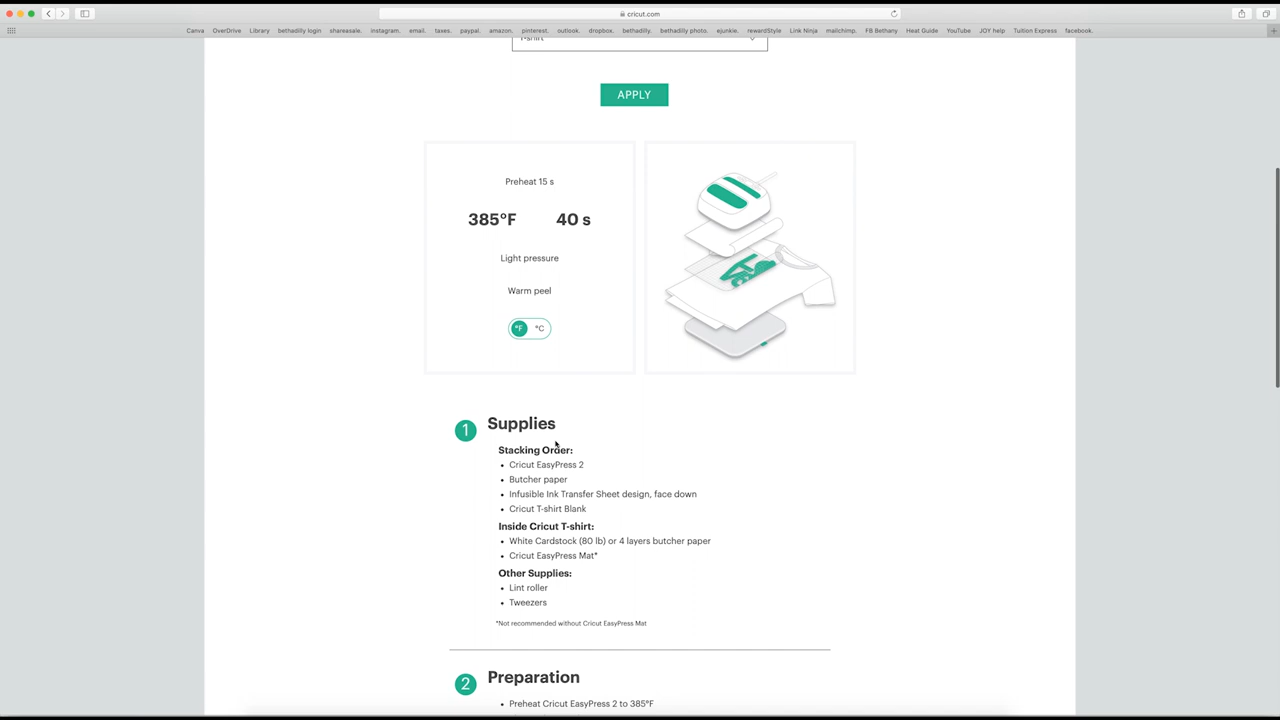 cricut.com
Canva OverDrive Library bethadilly login shareasale. instagram. email. taxes. paypal. amazon. pinterest. outlook. dropbox. bethadilly. bethadilly photo. ejunkie. rewardStyle Link Ninja mailchimp. FB Bethany Heat Guide YouTube JOY help Tuition Express facebook.
T-shirt
APPLY
Preheat 15 s
385°F 40 s
Light pressure
Warm peel
°F °C
1 Supplies
Stacking Order:
• Cricut EasyPress 2
• Butcher paper
• Infusible Ink Transfer Sheet design, face down
• Cricut T-shirt Blank
Inside Cricut T-shirt:
• White Cardstock (80 lb) or 4 layers butcher paper
• Cricut EasyPress Mat*
Other Supplies:
• Lint roller
• Tweezers
*Not recommended without Cricut EasyPress Mat
2 Preparation
• Preheat Cricut EasyPress 2 to 385°F